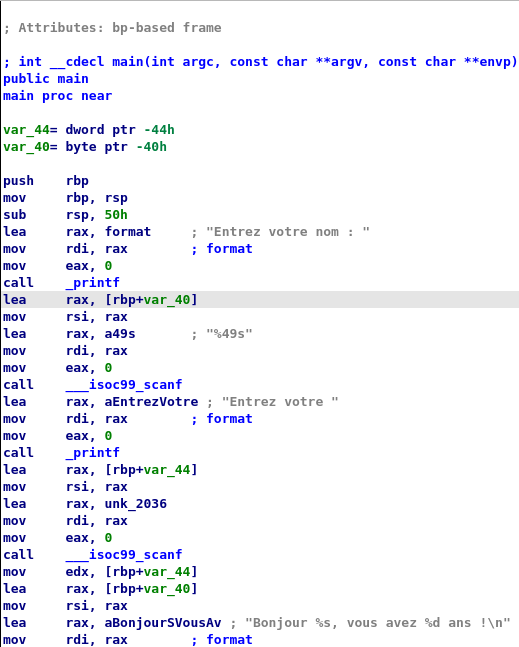 ; Attributes: bp-based frame
; int __cdecl main(int argc, const char **argv, const char **envp)
public main
main proc near
var_44= dword ptr -44h
var_40= byte ptr -40h
push rbp
mov rbp, rsp
sub rsp, 50h
lea rax, format ; "Entrez votre nom : "
mov rdi, rax ; format
mov eax, 0
call _printf
lea rax, [rbp+var_40]
mov rsi, rax
lea rax, a49s ; "%49s"
mov rdi, rax
mov eax, 0
call ___isoc99_scanf
lea rax, aEntrezVotre ; "Entrez votre "
mov rdi, rax ; format
mov eax, 0
call _printf
lea rax, [rbp+var_44]
mov rsi, rax
lea rax, unk_2036
mov rdi, rax
mov eax, 0
call ___isoc99_scanf
mov edx, [rbp+var_44]
lea rax, [rbp+var_40]
mov rsi, rax
lea rax, aBonjourSVousAv ; "Bonjour %s, vous avez %d ans !\n"
mov rdi, rax ; format